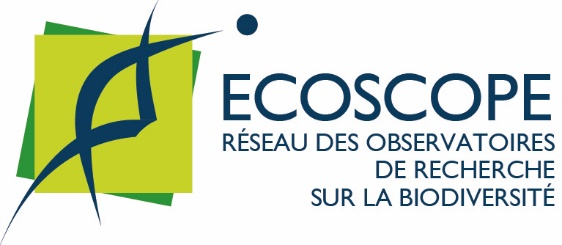 ECOSCOPE
RÉSEAU DES OBSERVATOIRES
DE RECHERCHE
SUR LA BIODIVERSITÉ